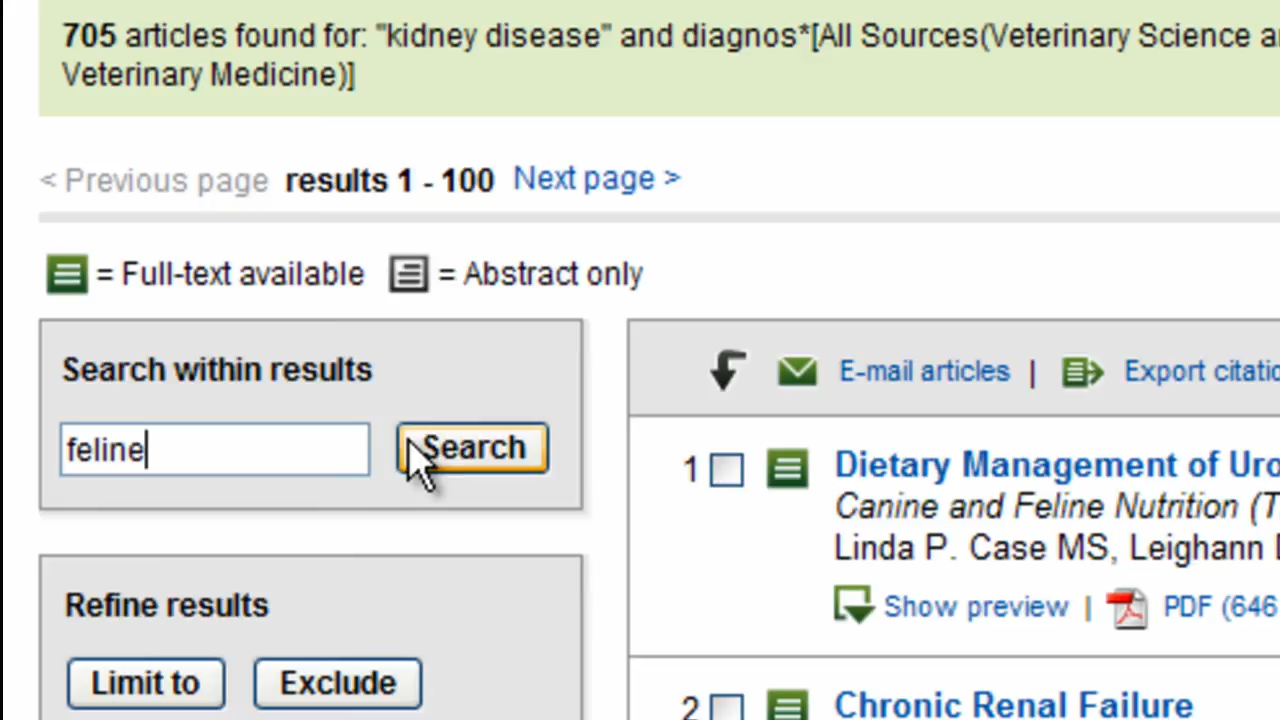 705 articles found for: "kidney disease" and diagnos*[All Sources(Veterinary Science
Veterinary Medicine)]
< Previous page results 1 - 100 Next page >
= Full-text available = Abstract only
Search within results
feline Search
Refine results
Limit to Exclude
E-mail articles | Export
1 Dietary Management of
Canine and Feline Nutrition
Linda P. Case MS, Leighann
Show preview | PDF (646
2 Chronic Renal Failure